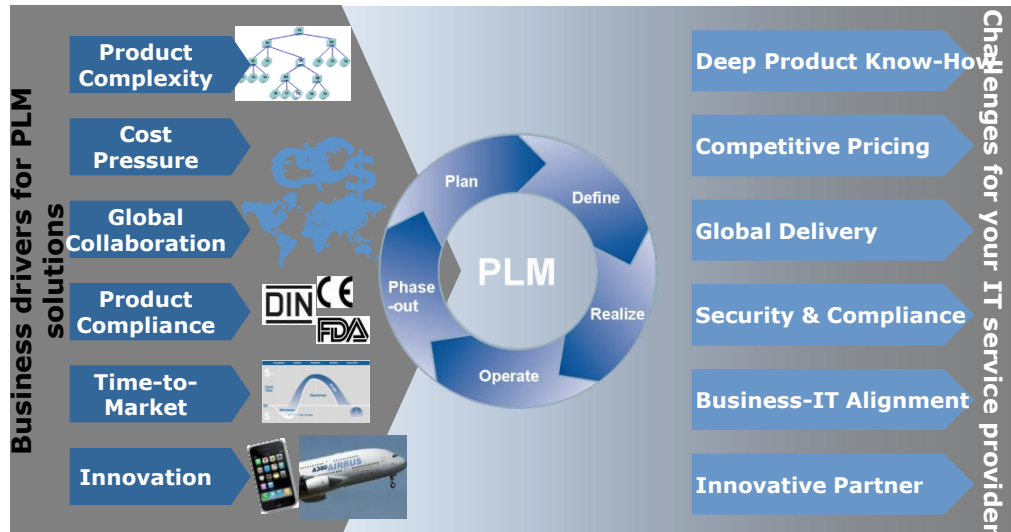 Business drivers for PLM
solutions
Product
Complexity
Cost
Pressure
Global
Collaboration
Product
Compliance
Time-to-
Market
Innovation
€€$
DIN
CE
FDA
$
$
A380 AIRBUS
Plan
Define
Realize
Operate
Phase
-out
PLM
Deep Product Know-How
Competitive Pricing
Global Delivery
Security & Compliance
Business-IT Alignment
Innovative Partner
Challenges for your IT service provider